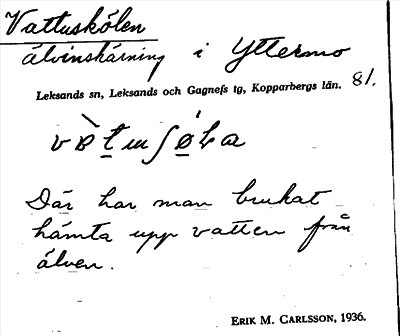 Vattuskölen
älvinskärning i Yttermo
Leksands sn, Leksands och Gagnefs tg, Kopparbergs län. 81.
Där har man brukat
hämta upp vatten från
älven.
ERIK M. CARLSSON, 1936.